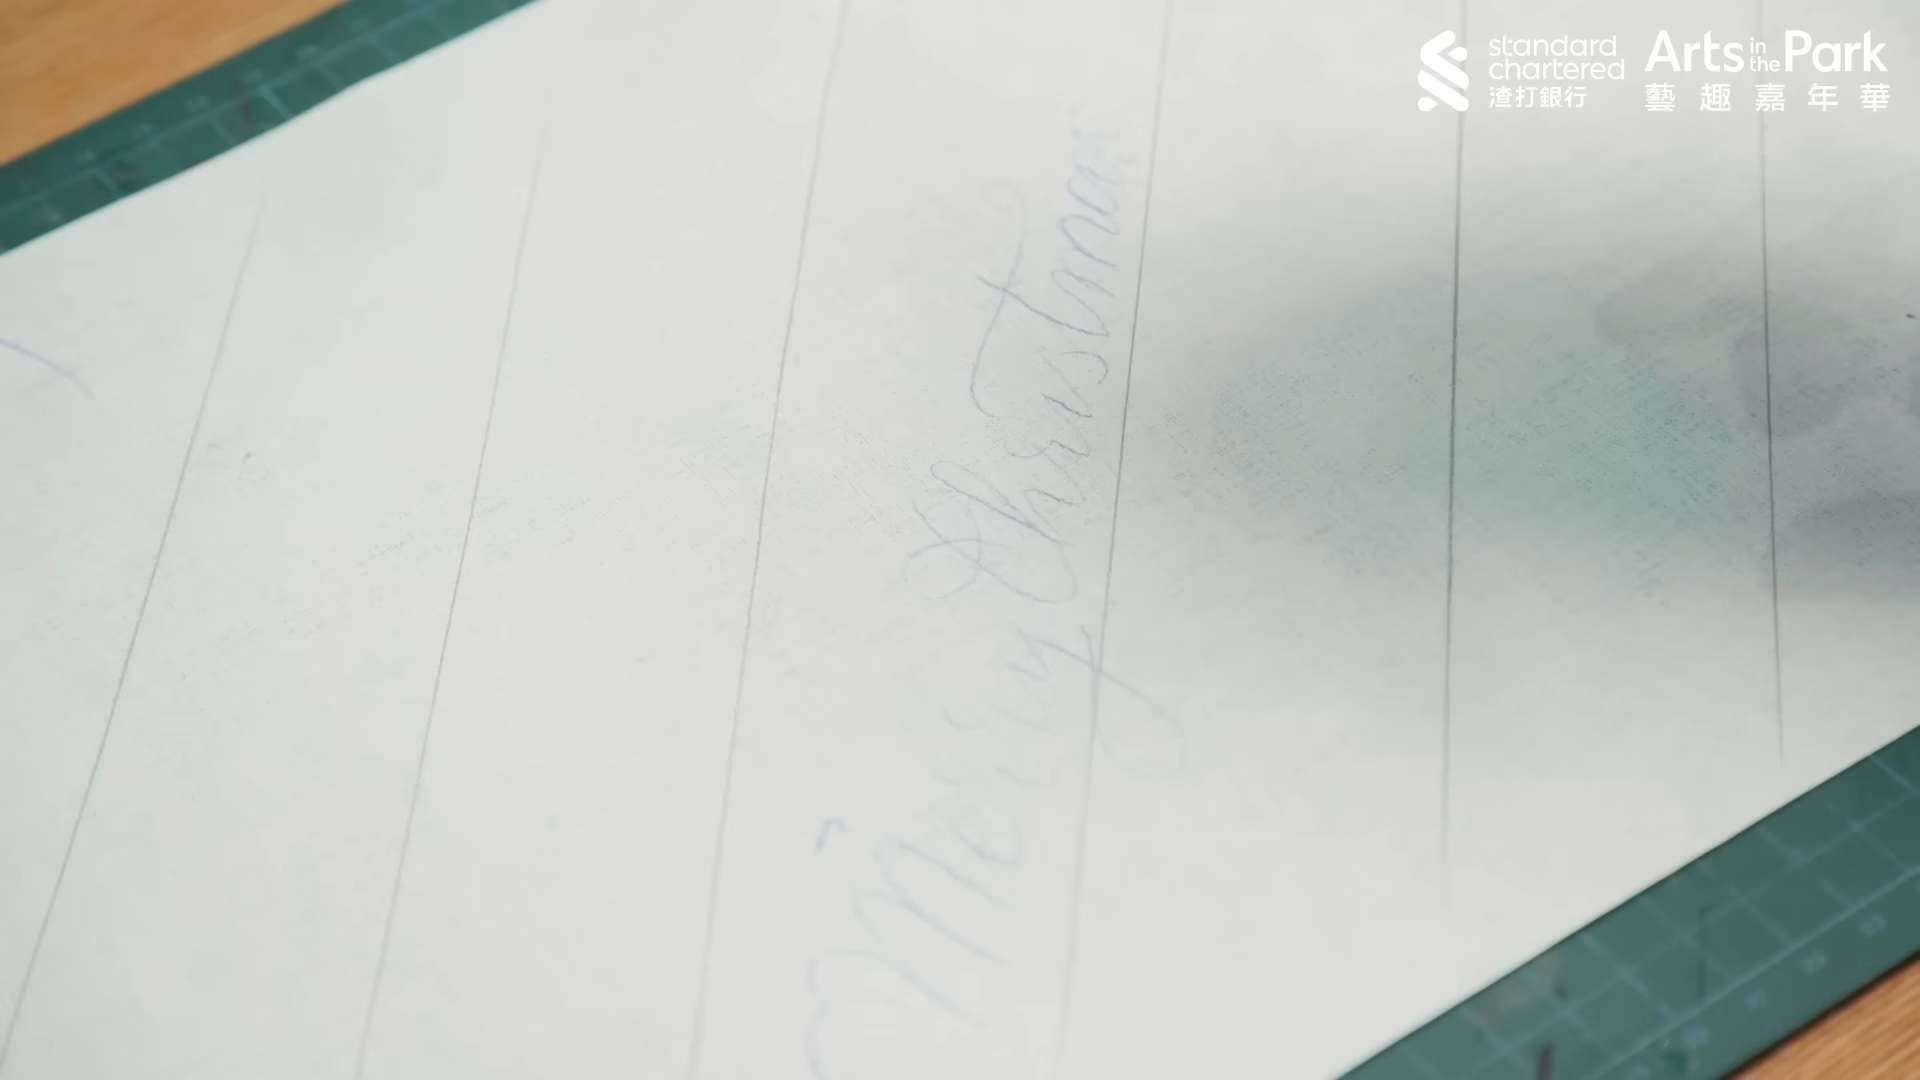 standard
chartered
渣打銀行
Arts in the Park
藝趣嘉年華
Merry Christmas